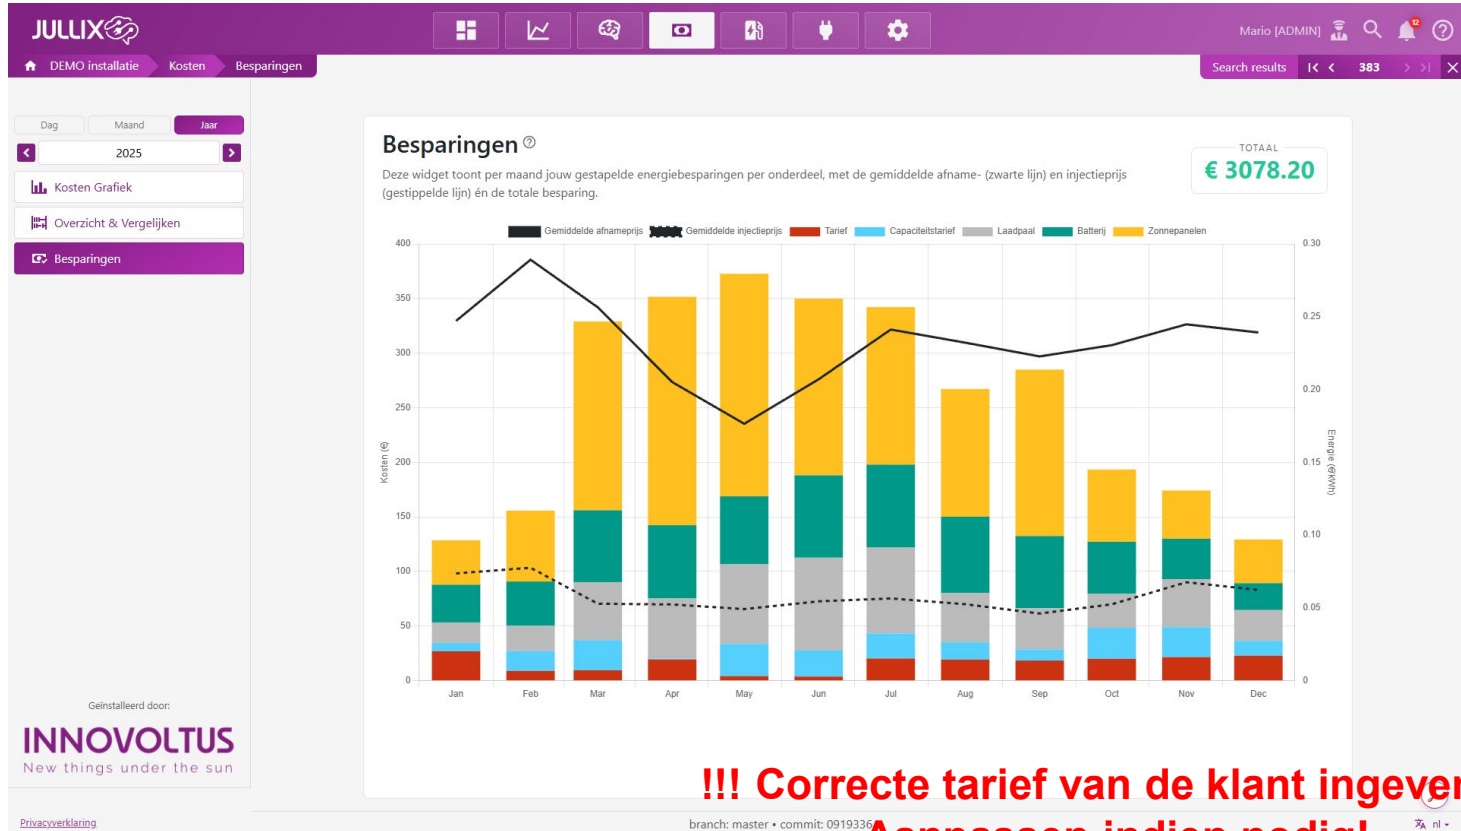 JULLIX
Mario [ADMIN]
12
DEMO installatie
Kosten
Besparingen
Search results
383
Dag
Maand
Jaar
2025
Kosten Grafiek
Overzicht & Vergelijken
Besparingen
Besparingen
Deze widget toont per maand jouw gestapelde energiebesparingen per onderdeel, met de gemiddelde afname- (zwarte lijn) en injectieprijs
(gestippelde lijn) én de totale besparing.
TOTAAL
€ 3078.20
Gemiddelde afnameprijs
Gemiddelde injectieprijs
Tarief
Capaciteitstarief
Laadpaal
Batterij
Zonnepanelen
Kosten (€)
400
350
300
250
200
150
100
50
0
Energie (€/kWh)
0.30
0.25
0.20
0.15
0.10
0.05
0
Jan
Feb
Mar
Apr
May
Jun
Jul
Aug
Sep
Oct
Nov
Dec
Geïnstalleerd door:
INNOVOLTUS
New things under the sun
!!! Correcte tarief van de klant ingeven
Aanpassen indien nodig!
Privacyverklaring
branch: master • commit: 0919336
nl